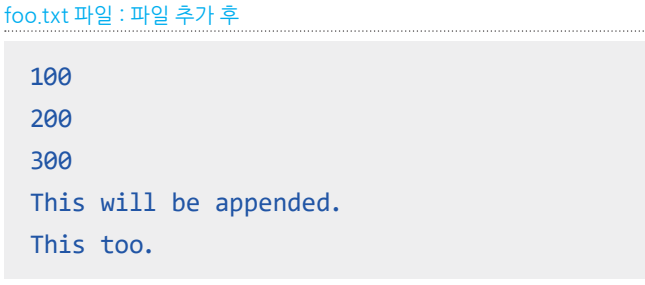 foo.txt 파일 : 파일 추가 후
100
200
300
This will be appended.
This too.